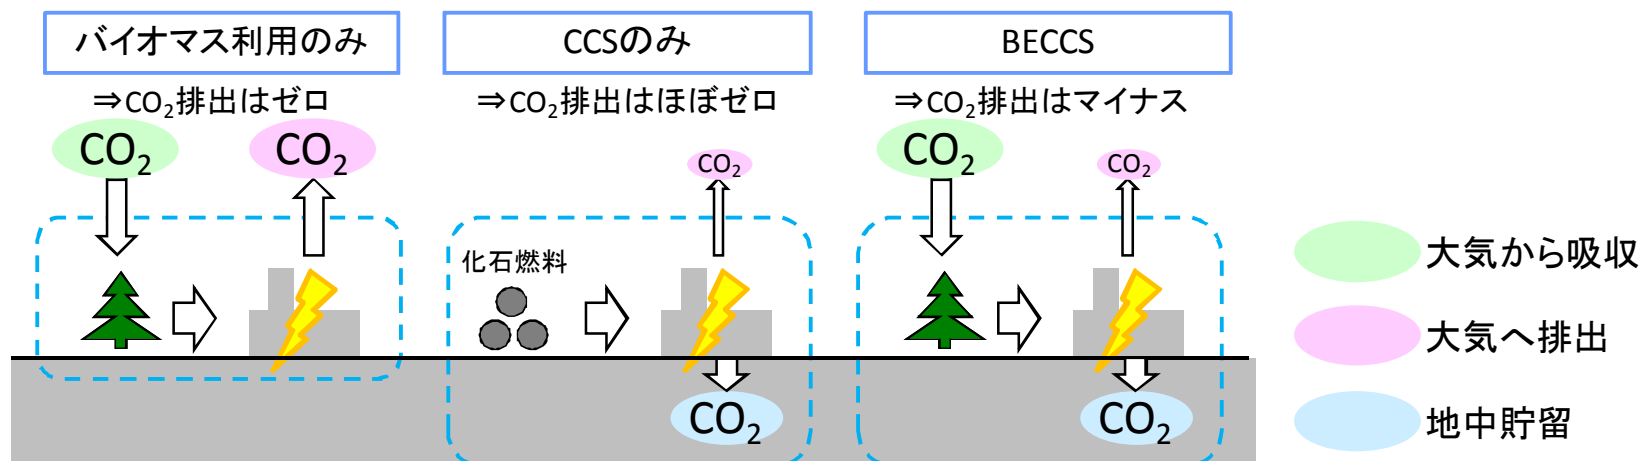 バイオマス利用のみ
⇒CO₂排出はゼロ
CO₂
CO₂
CCSのみ
⇒CO₂排出はほぼゼロ
CO₂
化石燃料
CO₂
BECCS
⇒CO₂排出はマイナス
CO₂
CO₂
CO₂
大気から吸収
大気へ排出
地中貯留